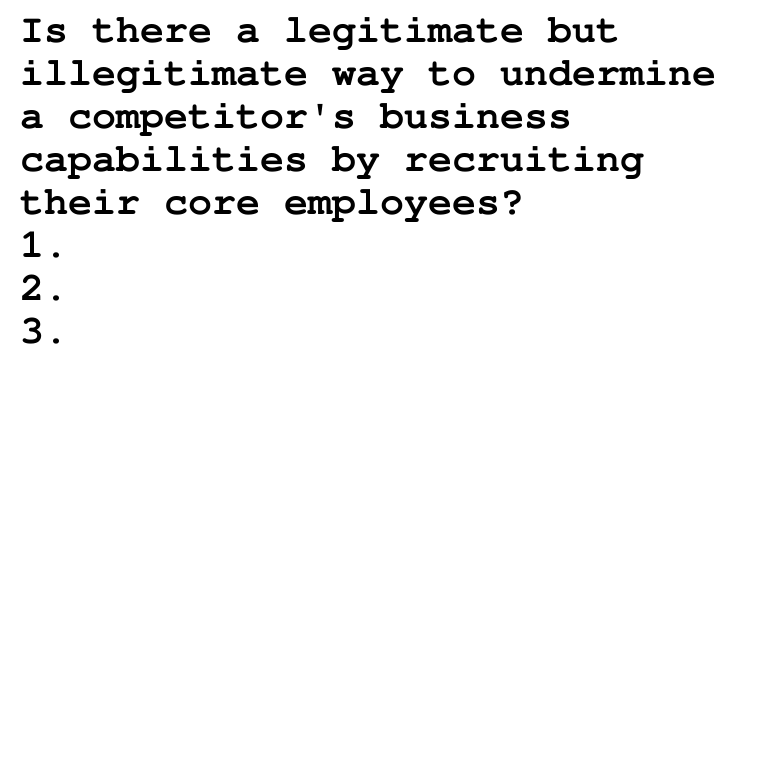 Is there a legitimate but
illegitimate way to undermine
a competitor's business
capabilities by recruiting
their core employees?
1.
2.
3.